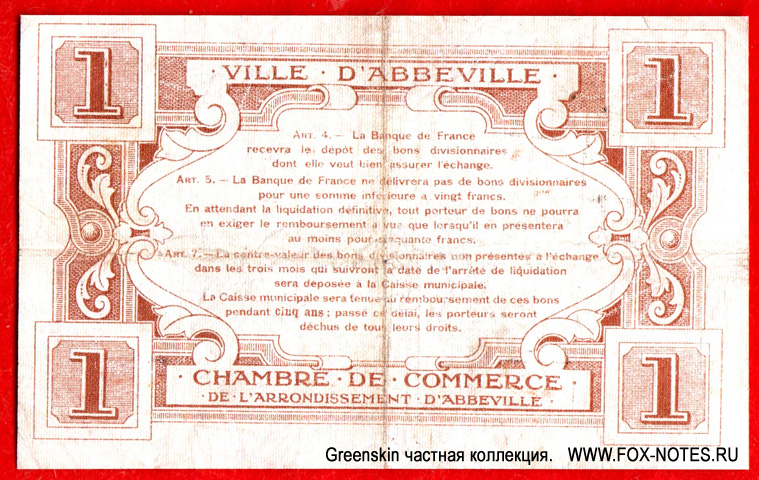 1 1
· VILLE · D'ABBEVILLE ·
ART. 4. — La Banque de France
recevra le dépôt des bons divisionnaires
dont elle veut bien assurer l'échange.
ART. 5. — La Banque de France ne délivrera pas de bons divisionnaires
pour une somme inférieure à vingt francs.
En attendant la liquidation définitive, tout porteur de bons ne pourra
en exiger le remboursement à vue que lorsqu'il en présentera
au moins pour cinquante francs.
ART. 7. — La contre-valeur des bons divisionnaires non présentés à l'échange
dans les trois mois qui suivront la date de l'arrêté de liquidation
sera déposée à la Caisse municipale.
La Caisse municipale sera tenue au remboursement de ces bons
pendant cinq ans ; passé ce délai, les porteurs seront
déchus de tous leurs droits.
1 1
· CHAMBRE · DE · COMMERCE ·
· DE · L'ARRONDISSEMENT · D'ABBEVILLE ·
Greenskin частная коллекция. WWW.FOX-NOTES.РУ